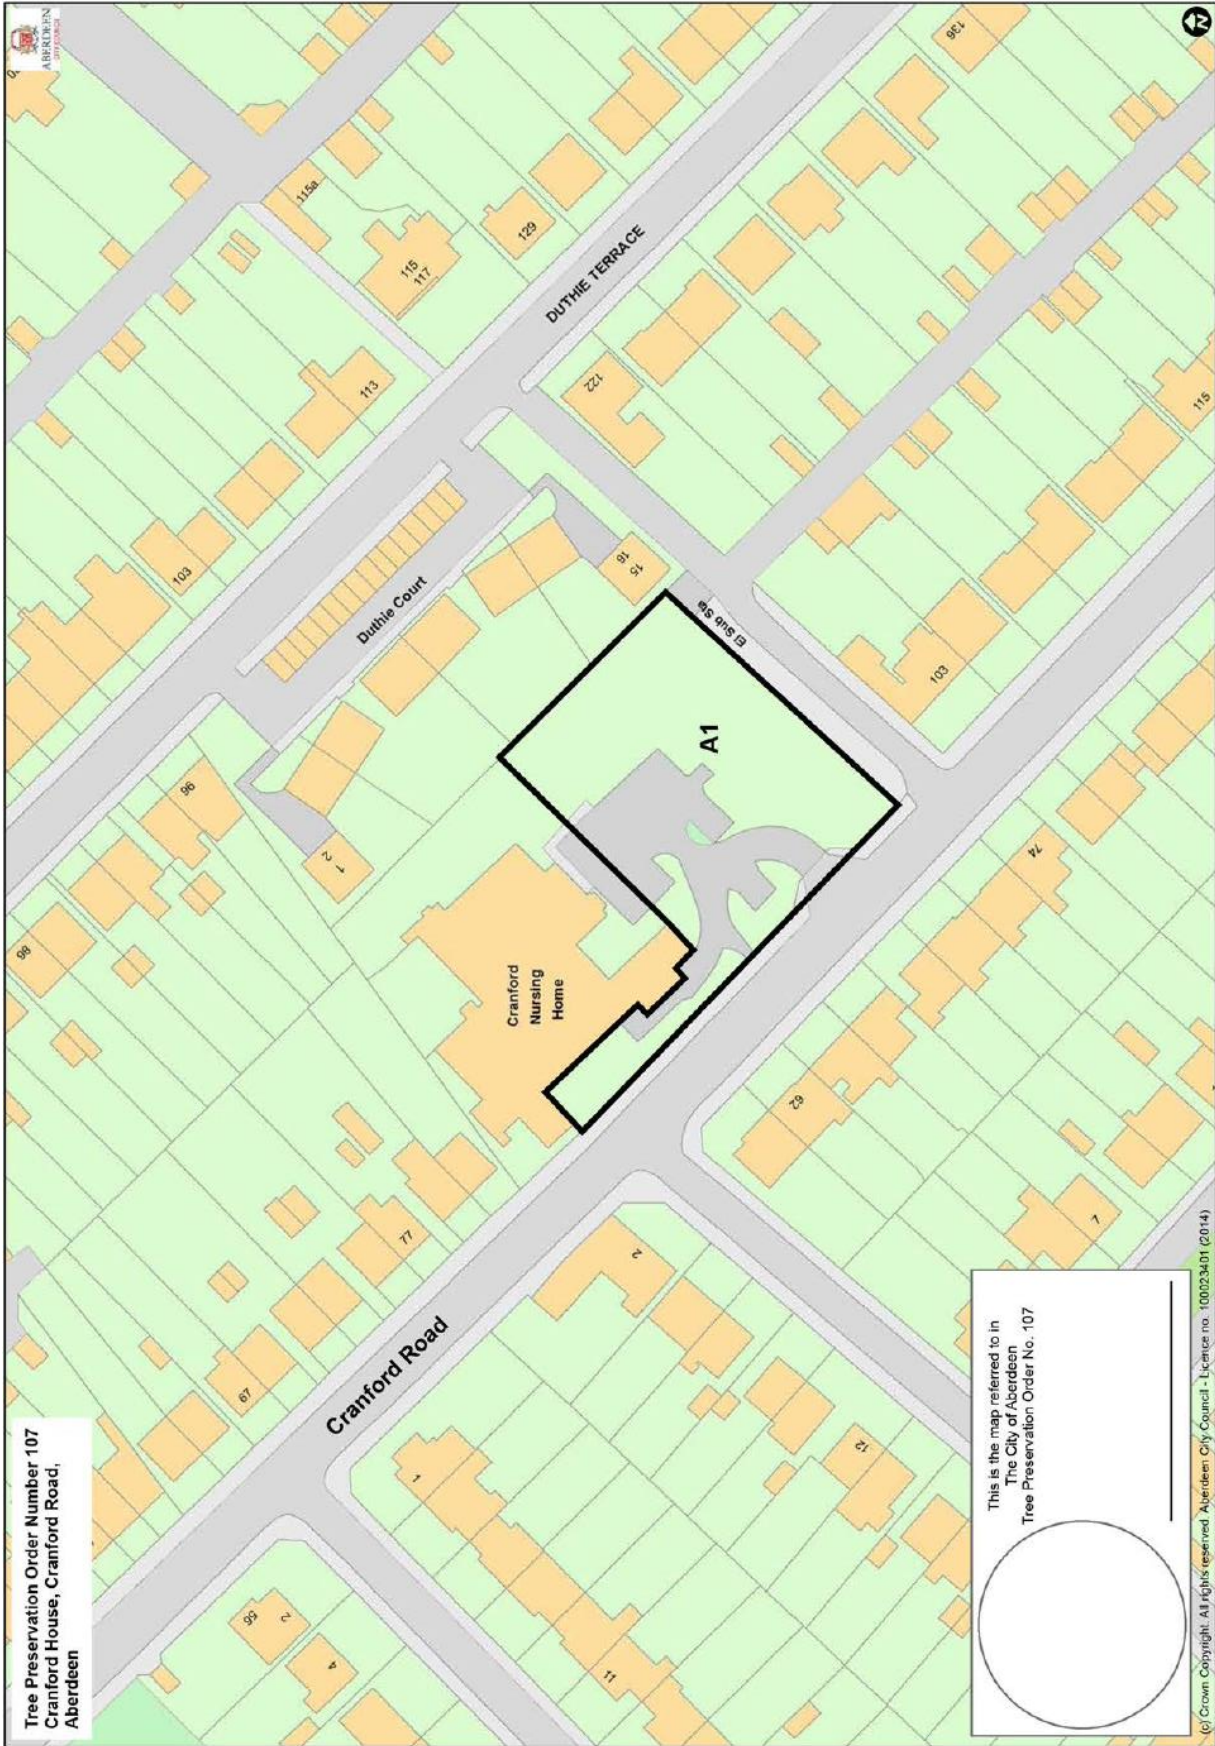 Tree Preservation Order Number 107
Cranford House, Cranford Road,
Aberdeen
ABERDEEN
115a
115
117
129
136
113
103
DUTHIE TERRACE
122
Duthie Court
96
98
1
2
15
16
El Sub Sta
103
115
A1
Cranford
Nursing
Home
74
62
77
67
Cranford Road
2
7
1
12
11
56
2
4
This is the map referred to in
The City of Aberdeen
Tree Preservation Order No. 107
(c) Crown Copyright. All rights reserved. Aberdeen City Council - Licence no. 100023401 (2014)